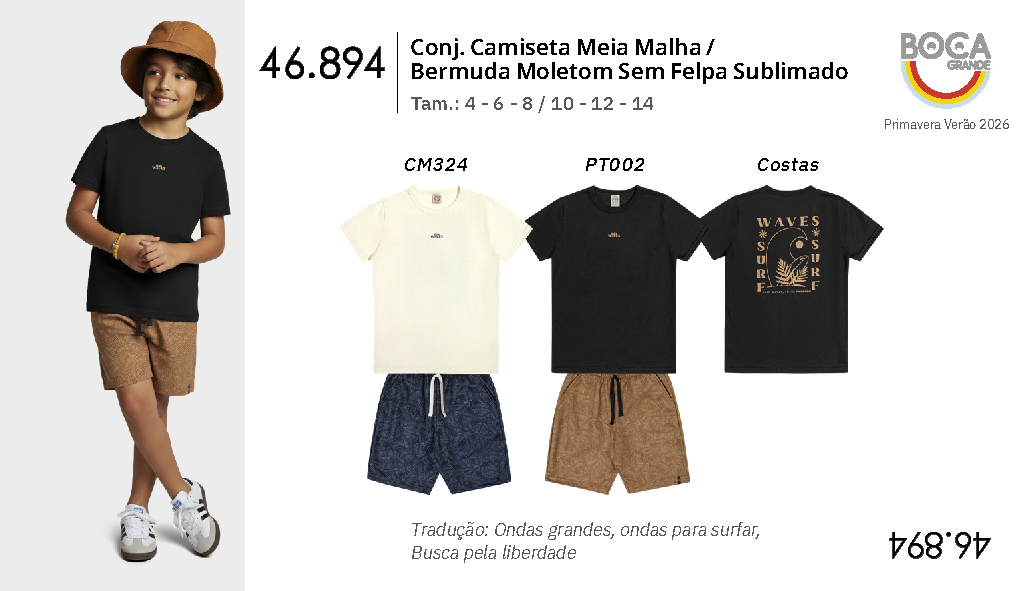 46.894
Conj. Camiseta Meia Malha /
Bermuda Moletom Sem Felpa Sublimado
Tam.: 4 - 6 - 8 / 10 - 12 - 14
BOCA
GRANDE
Primavera Verão 2026
CM324
PT002
Costas
WAVES
SURF
SURF
Tradução: Ondas grandes, ondas para surfar,
Busca pela liberdade
46.894